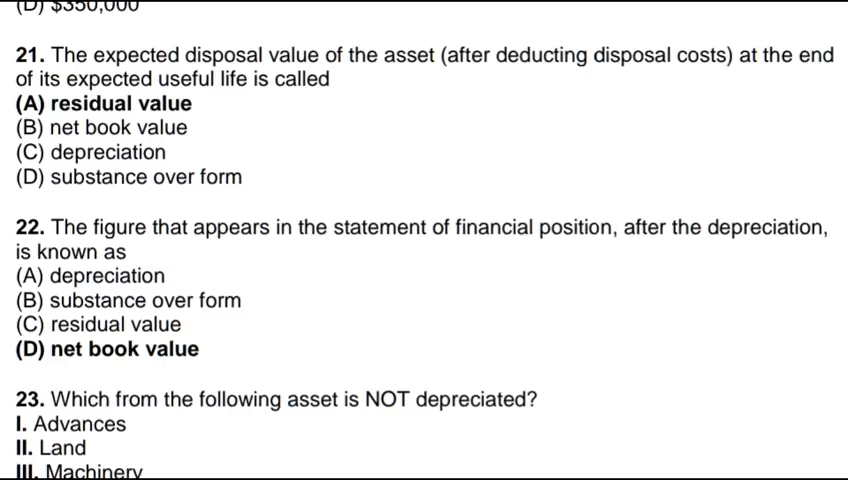 (D) $350,000
21. The expected disposal value of the asset (after deducting disposal costs) at the end
of its expected useful life is called
(A) residual value
(B) net book value
(C) depreciation
(D) substance over form
22. The figure that appears in the statement of financial position, after the depreciation,
is known as
(A) depreciation
(B) substance over form
(C) residual value
(D) net book value
23. Which from the following asset is NOT depreciated?
I. Advances
II. Land
III. Machinery